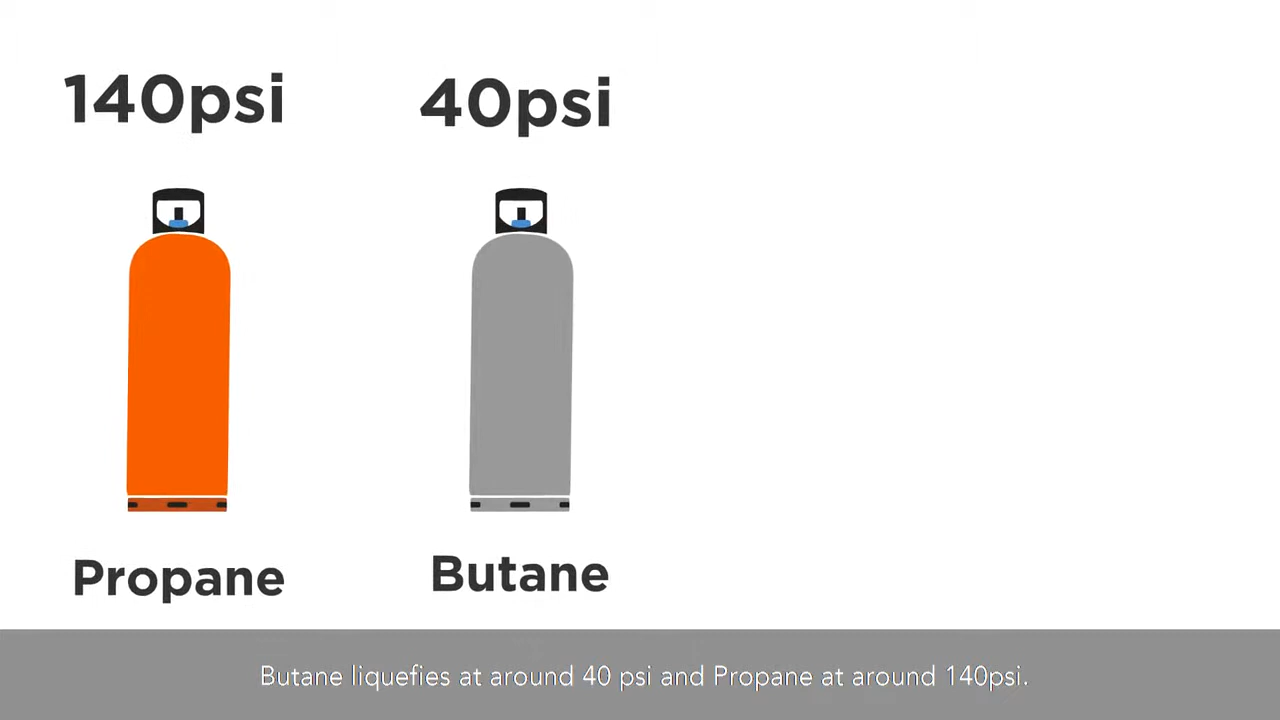 140psi
40psi
Propane
Butane
Butane liquefies at around 40 psi and Propane at around 140psi.